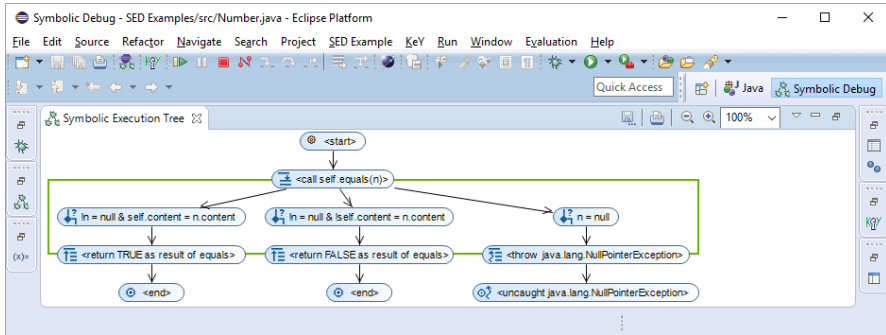 Symbolic Debug - SED Examples/src/Number.java - Eclipse Platform
File Edit Source Refactor Navigate Search Project SED Example KeY Run Window Evaluation Help
Quick Access Java Symbolic Debug
Symbolic Execution Tree 100%
<start>
<call self.equals(n)>
!n = null & self.content = n.content !n = null & !self.content = n.content n = null
<return TRUE as result of equals> <return FALSE as result of equals> <throw java.lang.NullPointerException>
(x)=
<end> <end> <uncaught java.lang.NullPointerException>